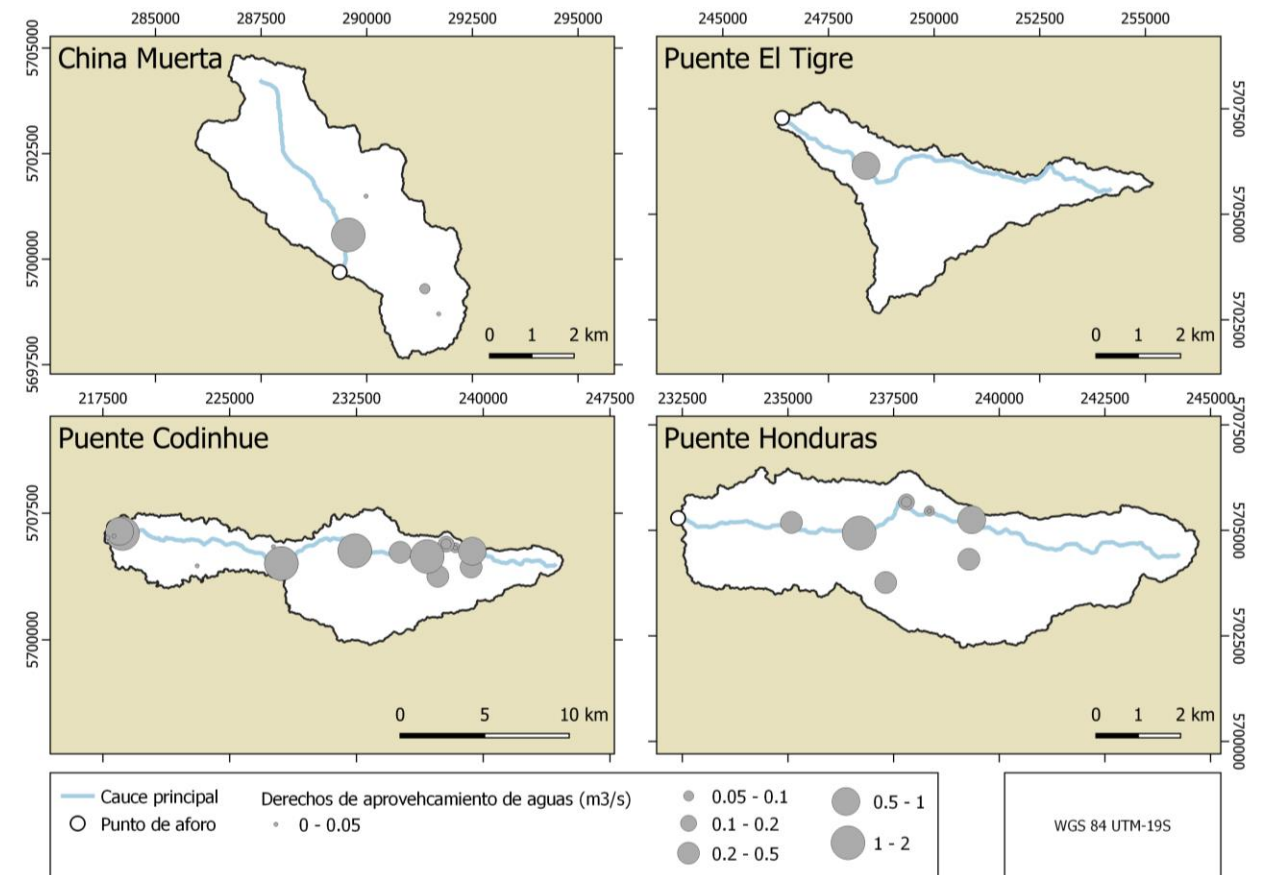 285000 287500 290000 292500 295000
245000 247500 250000 252500 255000
China Muerta
Puente El Tigre
5705000
5702500
5700000
5697500
5707500
5705000
5702500
0 1 2 km
0 1 2 km
217500 225000 232500 240000 247500
232500 235000 237500 240000 242500 245000
Puente Codinhue
Puente Honduras
5707500
5700000
5707500
5705000
5702500
5700000
0 5 10 km
0 1 2 km
Cauce principal
Punto de aforo
Derechos de aprovehcamiento de aguas (m3/s)
0 - 0.05
0.05 - 0.1
0.1 - 0.2
0.2 - 0.5
0.5 - 1
1 - 2
WGS 84 UTM-19S